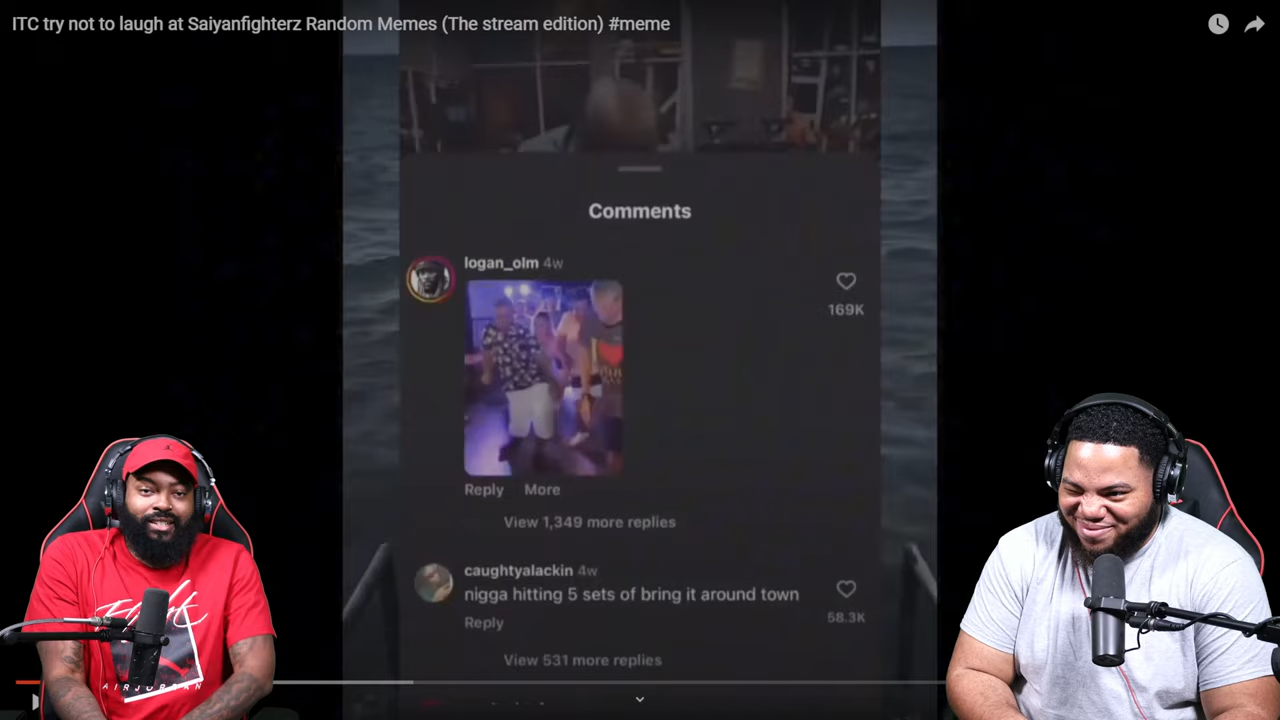 ITC try not to laugh at Saiyanfighterz Random Memes (The stream edition) #meme
Comments
logan_olm 4w
169K
Reply More
View 1,349 more replies
caughtyalackin 4w
nigga hitting 5 sets of bring it around town
58.3K
Reply
View 531 more replies
Flight
AIRJORDAN